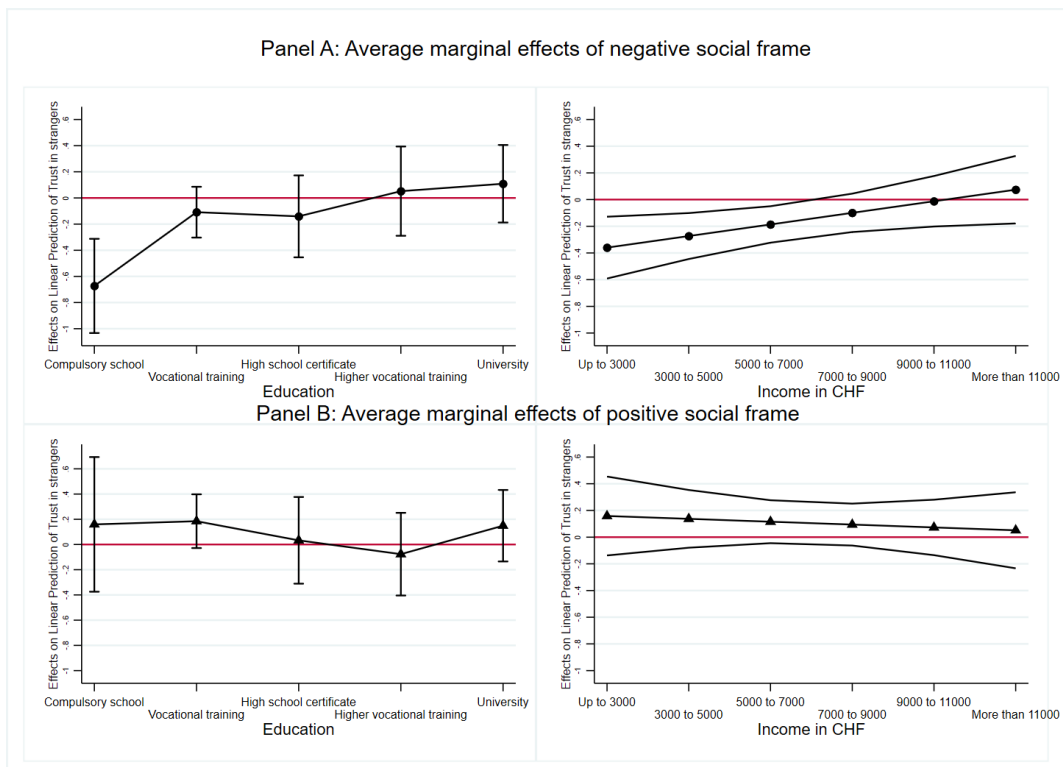 Panel A: Average marginal effects of negative social frame
Effects on Linear Prediction of Trust in strangers
.6
.4
.2
0
-.2
-.4
-.6
-.8
-1
Compulsory school High school certificate University
Vocational training Higher vocational training
Education
Effects on Linear Prediction of Trust in strangers
.6
.4
.2
0
-.2
-.4
-.6
-.8
-1
Up to 3000 5000 to 7000 9000 to 11000
3000 to 5000 7000 to 9000 More than 11000
Income in CHF
Panel B: Average marginal effects of positive social frame
Effects on Linear Prediction of Trust in strangers
.6
.4
.2
0
-.2
-.4
-.6
-.8
-1
Compulsory school High school certificate University
Vocational training Higher vocational training
Education
Effects on Linear Prediction of Trust in strangers
.6
.4
.2
0
-.2
-.4
-.6
-.8
-1
Up to 3000 5000 to 7000 9000 to 11000
3000 to 5000 7000 to 9000 More than 11000
Income in CHF